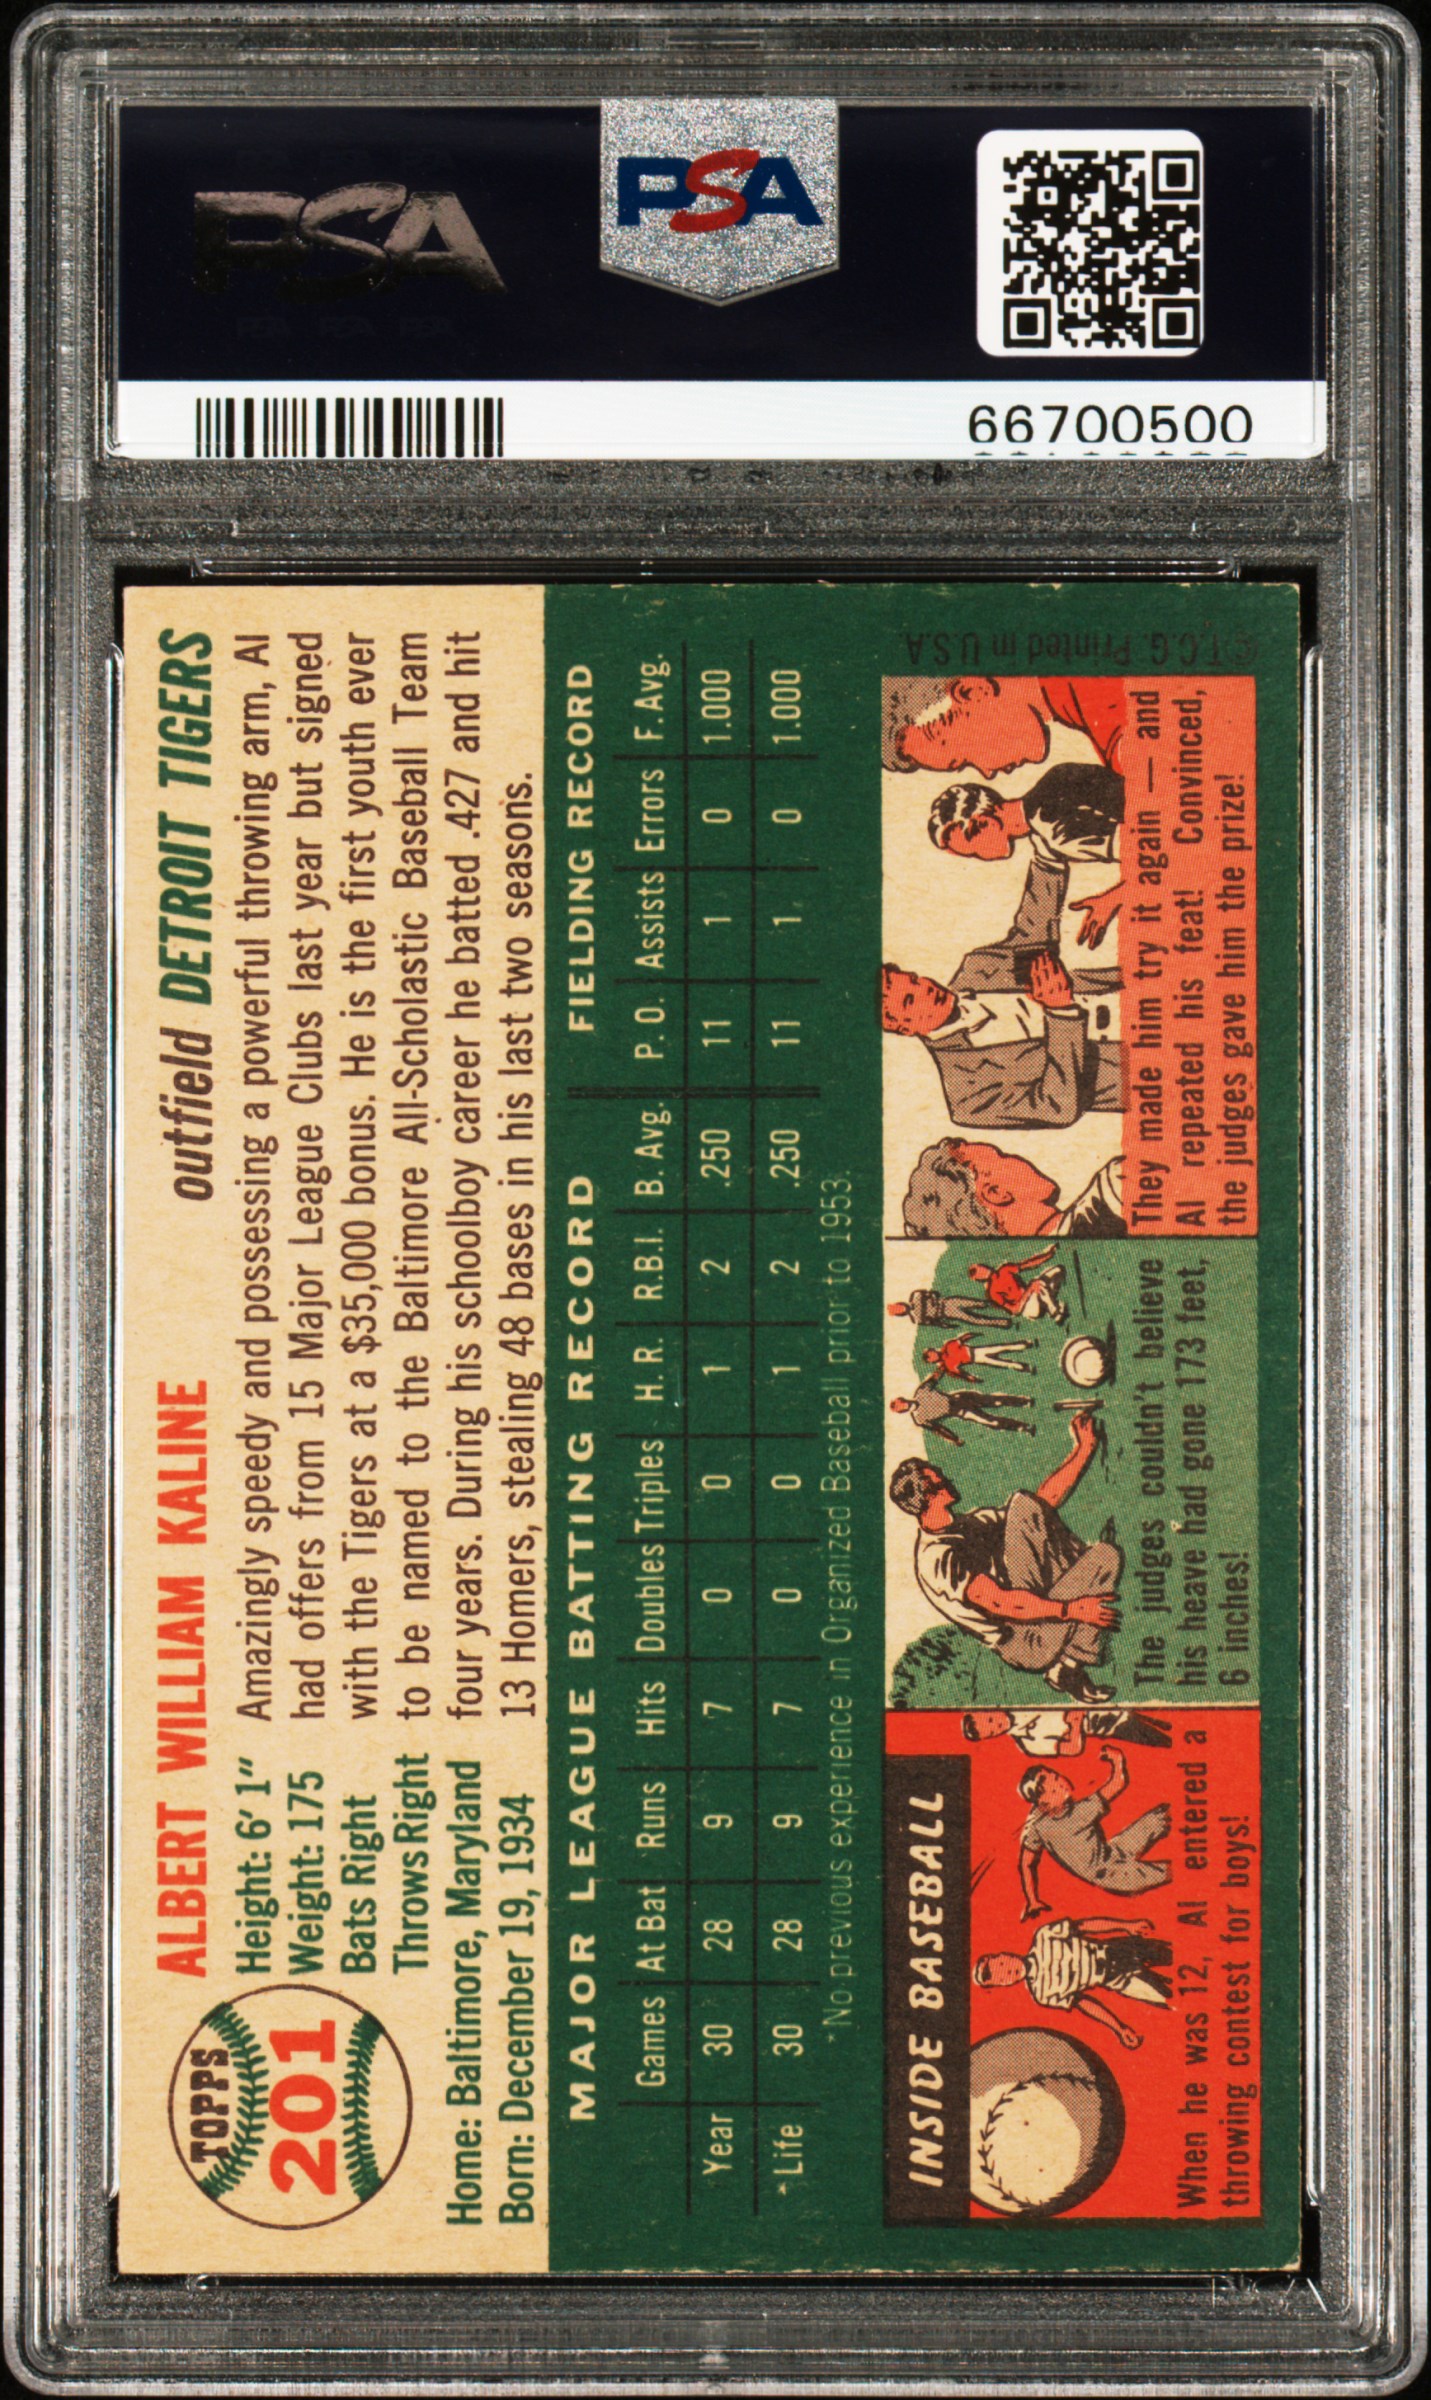 PSA
PSA
66700500
TOPPS
201
ALBERT WILLIAM KALINE
outfield DETROIT TIGERS
Height: 6' 1"
Weight: 175
Bats Right
Throws Right
Home: Baltimore, Maryland
Born: December 19, 1934
Amazingly speedy and possessing a powerful throwing arm, Al
had offers from 15 Major League Clubs last year but signed
with the Tigers at a $35,000 bonus. He is the first youth ever
to be named to the Baltimore All-Scholastic Baseball Team
four years. During his schoolboy career he batted .427 and hit
13 Homers, stealing 48 bases in his last two seasons.
MAJOR LEAGUE BATTING RECORD FIELDING RECORD
Games At Bat Runs Hits Doubles Triples H. R. R.B.I. B. Avg. P. O. Assists Errors F. Avg.
Year 30 28 9 7 0 0 1 2 .250 11 1 0 1.000
*Life 30 28 9 7 0 0 1 2 .250 11 1 0 1.000
*No previous experience in Organized Baseball prior to 1953.
INSIDE BASEBALL
When he was 12, Al entered a
throwing contest for boys!
The judges couldn't believe
his heave had gone 173 feet,
6 inches!
They made him try it again — and
Al repeated his feat! Convinced,
the judges gave him the prize!
©T.C.G. Printed in U.S.A.